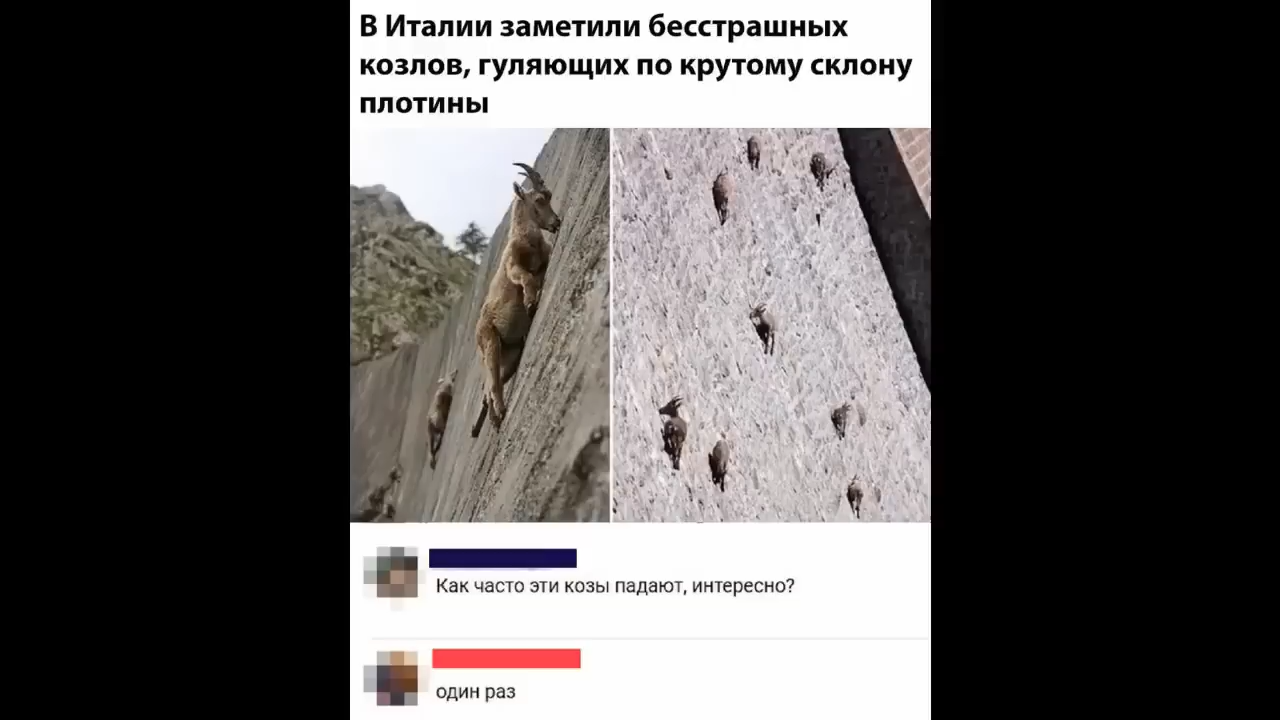 В Италии заметили бесстрашных
козлов, гуляющих по крутому склону
плотины
Как часто эти козы падают, интересно?
один раз